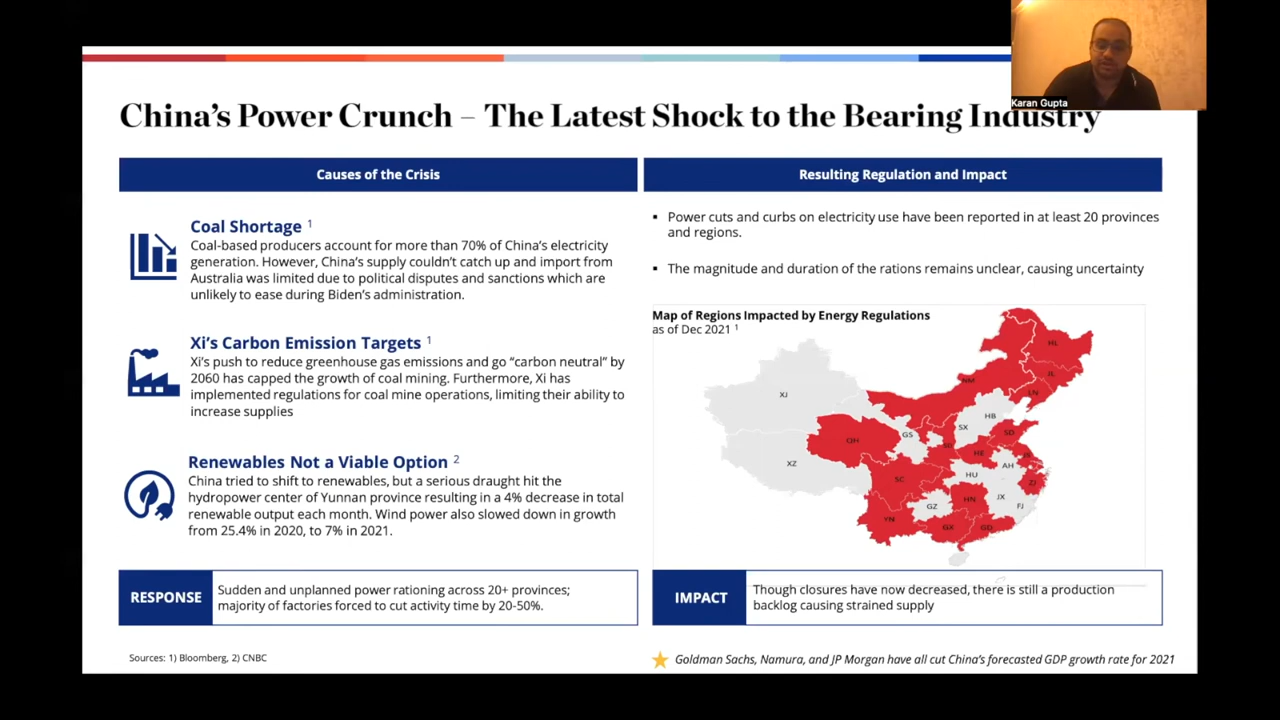 Karan Gupta
China's Power Crunch – The Latest Shock to the Bearing Industry
Causes of the Crisis
Coal Shortage 1
Coal-based producers account for more than 70% of China's electricity
generation. However, China's supply couldn't catch up and import from
Australia was limited due to political disputes and sanctions which are
unlikely to ease during Biden's administration.
Xi's Carbon Emission Targets 1
Xi's push to reduce greenhouse gas emissions and go "carbon neutral" by
2060 has capped the growth of coal mining. Furthermore, Xi has
implemented regulations for coal mine operations, limiting their ability to
increase supplies
Renewables Not a Viable Option 2
China tried to shift to renewables, but a serious draught hit the
hydropower center of Yunnan province resulting in a 4% decrease in total
renewable output each month. Wind power also slowed down in growth
from 25.4% in 2020, to 7% in 2021.
RESPONSE
Sudden and unplanned power rationing across 20+ provinces;
majority of factories forced to cut activity time by 20-50%.
Sources: 1) Bloomberg, 2) CNBC
Resulting Regulation and Impact
▪ Power cuts and curbs on electricity use have been reported in at least 20 provinces
and regions.
▪ The magnitude and duration of the rations remains unclear, causing uncertainty
Map of Regions Impacted by Energy Regulations
as of Dec 2021 1
HL
JL
LN
NM
XJ
HB
SX
SD
GS
QH
HE
XZ
AH
HU
SC
ZJ
HN
JX
GZ
FJ
YN
GX
GD
IMPACT
Though closures have now decreased, there is still a production
backlog causing strained supply
Goldman Sachs, Namura, and JP Morgan have all cut China's forecasted GDP growth rate for 2021